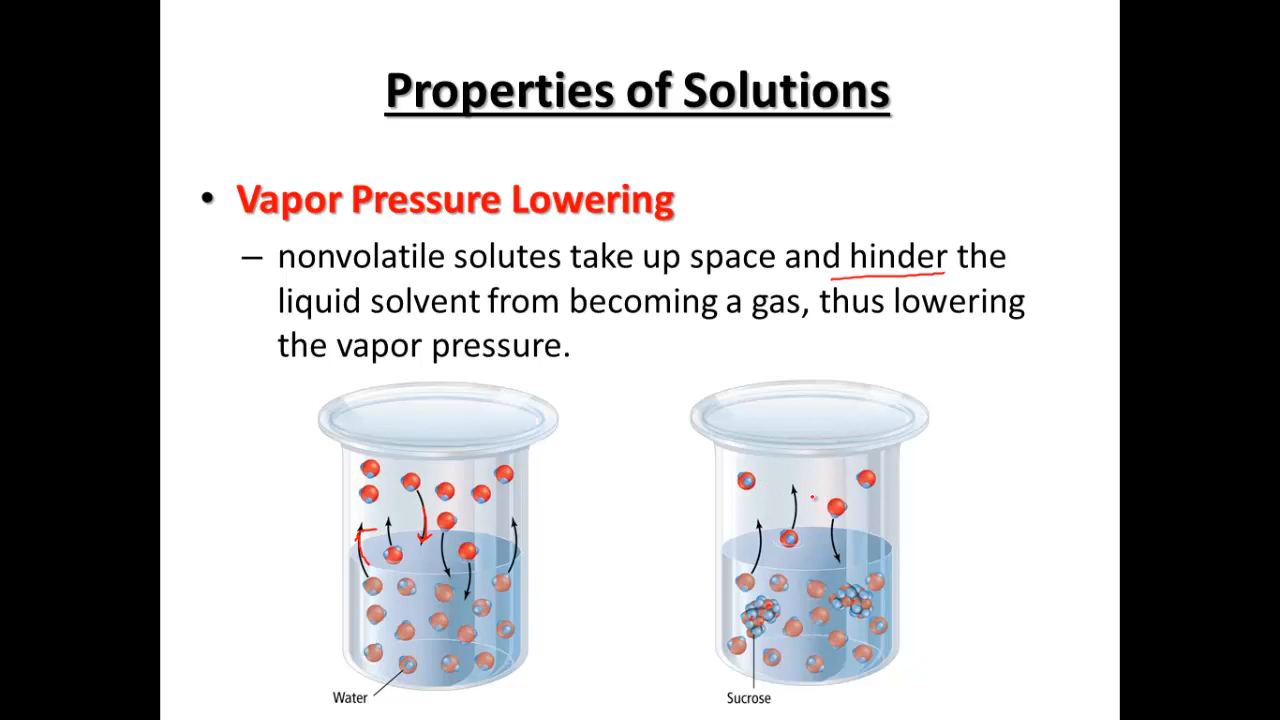 Properties of Solutions
• Vapor Pressure Lowering
– nonvolatile solutes take up space and hinder the
liquid solvent from becoming a gas, thus lowering
the vapor pressure.
Water
Sucrose